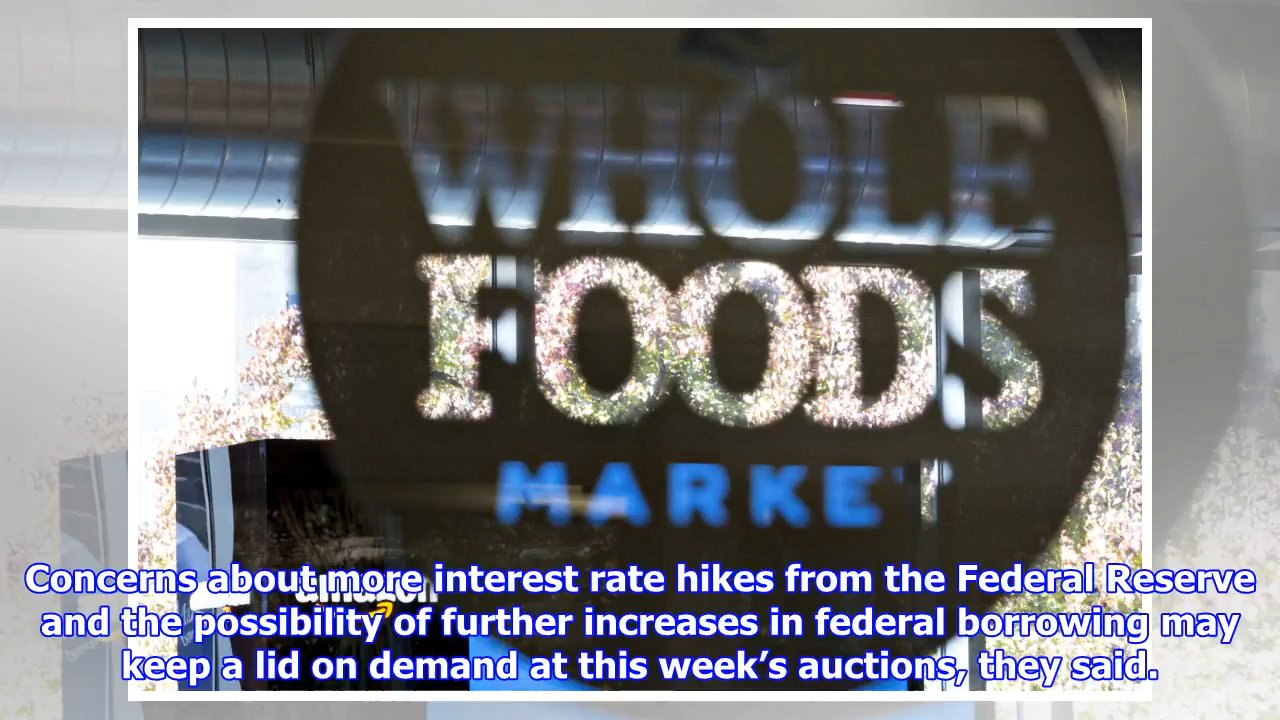 WHOLE
FOODS
MARKET
amazon
Concerns about more interest rate hikes from the Federal Reserve
and the possibility of further increases in federal borrowing may
keep a lid on demand at this week’s auctions, they said.